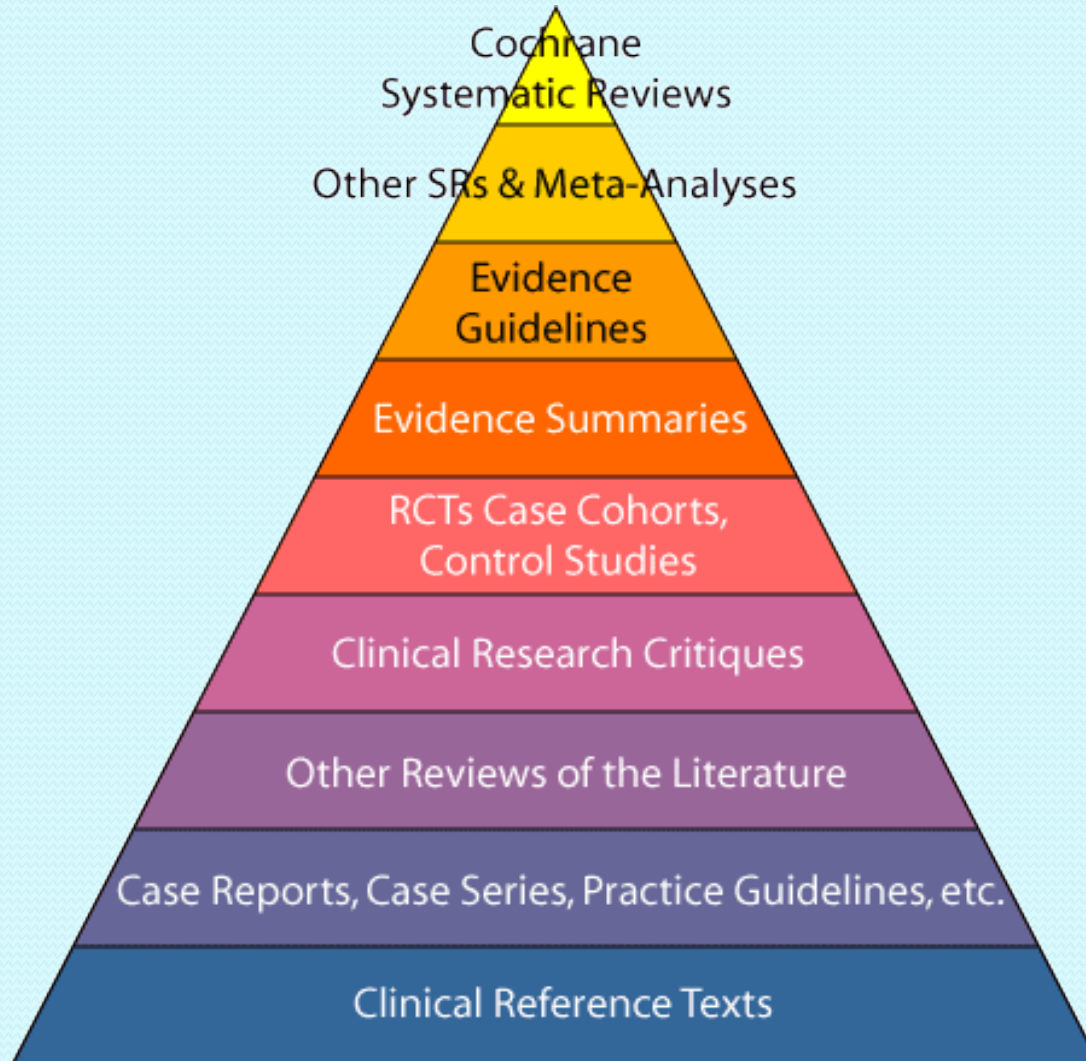 Cochrane
Systematic Reviews
Other SRs & Meta-Analyses
Evidence
Guidelines
Evidence Summaries
RCTs Case Cohorts,
Control Studies
Clinical Research Critiques
Other Reviews of the Literature
Case Reports, Case Series, Practice Guidelines, etc.
Clinical Reference Texts